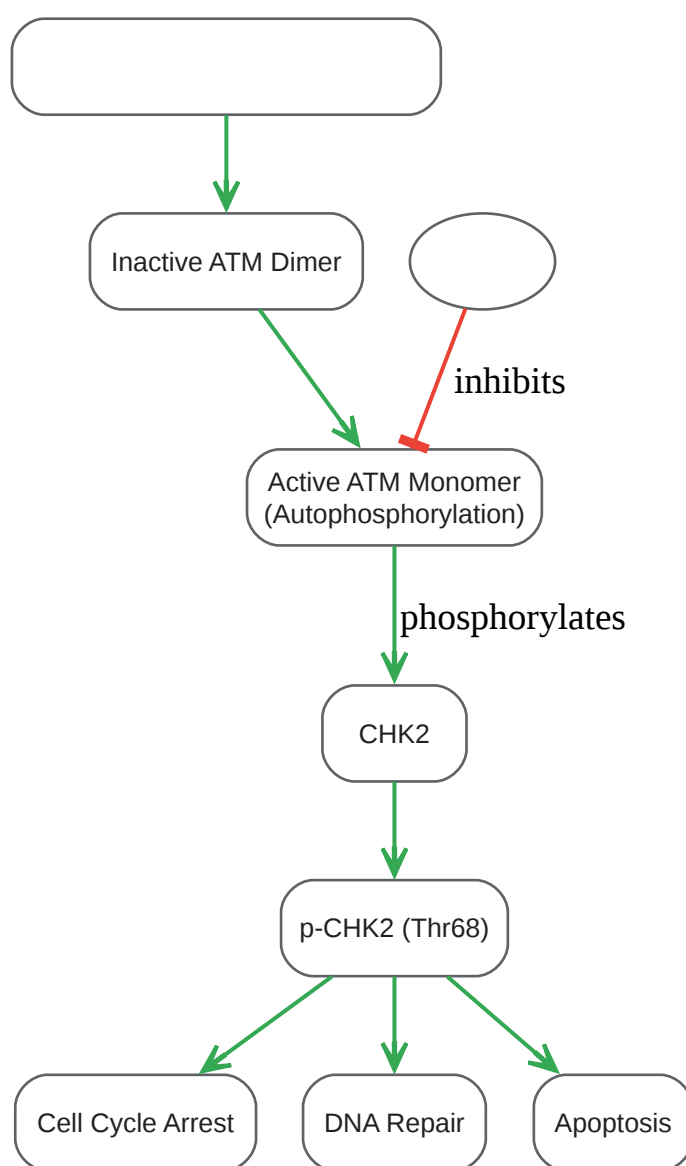 Inactive ATM Dimer
inhibits
Active ATM Monomer
(Autophosphorylation)
phosphorylates
CHK2
p-CHK2 (Thr68)
Cell Cycle Arrest
DNA Repair
Apoptosis